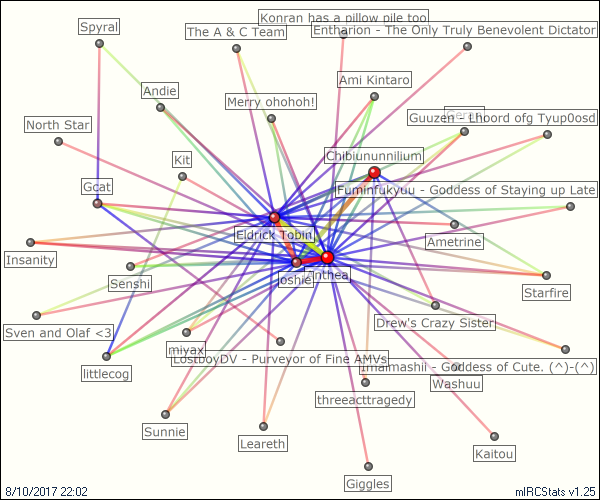 Konran has a pillow pile too
Spyral
The A & C Team
Entharion - The Only Truly Benevolent Dictator
Ami Kintaro
Andie
Merry ohohoh!
Guuzen - Lhoord ofg Tyup0osd
North Star
Chibiununnilium
Kit
Gcat
Fuminfukyuu - Goddess of Staying up Late
Eldrick Tobin
Ametrine
Insanity
Joshie
Anthea
Senshi
Starfire
Sven and Olaf <3
Drew's Crazy Sister
miyax
LostboyDV - Purveyor of Fine AMVs
Imalmashii - Goddess of Cute. (^)-(^)
littlecog
Washuu
threeacttragedy
Sunnie
Leareth
Kaitou
Giggles
8/10/2017 22:02
mIRCStats v1.25